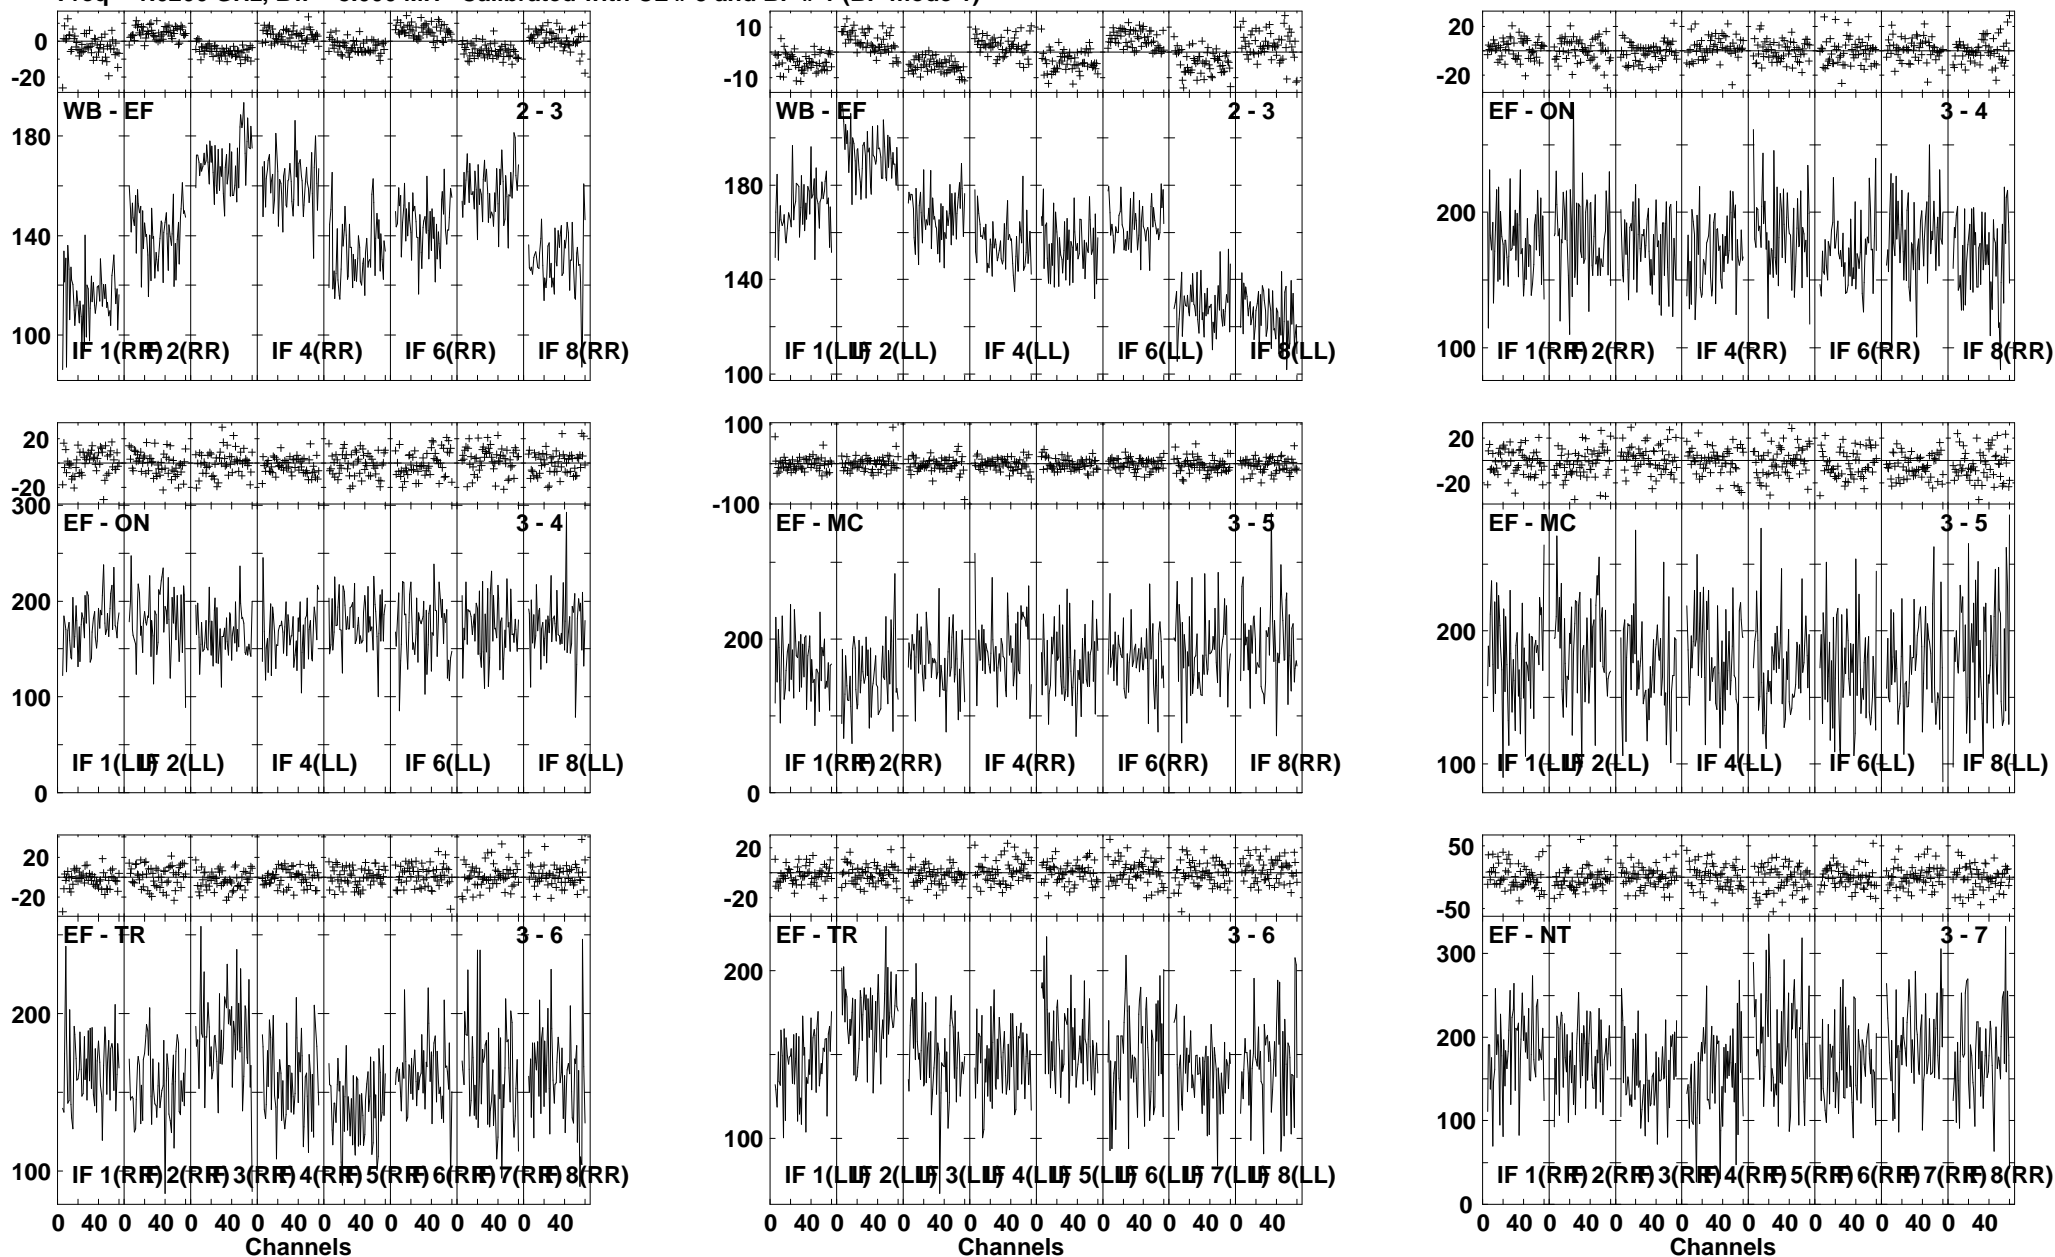 0
-20
WB - EF 2 - 3
180
140
100
IF 1(RR) IF 2(RR) IF 4(RR) IF 6(RR) IF 8(RR)
10
-10
WB - EF 2 - 3
180
140
100
IF 1(LL) IF 2(LL) IF 4(LL) IF 6(LL) IF 8(LL)
20
-20
EF - ON 3 - 4
200
100
IF 1(RR) IF 2(RR) IF 4(RR) IF 6(RR) IF 8(RR)
20
-20
300
EF - ON 3 - 4
200
100
IF 1(LL) IF 2(LL) IF 4(LL) IF 6(LL) IF 8(LL)
0
100
-100
EF - MC 3 - 5
200
IF 1(RR) IF 2(RR) IF 4(RR) IF 6(RR) IF 8(RR)
0
20
-20
EF - MC 3 - 5
200
100
IF 1(LL) IF 2(LL) IF 4(LL) IF 6(LL) IF 8(LL)
20
-20
EF - TR 3 - 6
200
100
IF 1(RR) IF 2(RR) IF 3(RR) IF 4(RR) IF 5(RR) IF 6(RR) IF 7(RR) IF 8(RR)
0 40 0 40 0 40 0 40 0 40 0 40 0 40 0 40
Channels
20
-20
EF - TR 3 - 6
200
100
IF 1(LL) IF 2(LL) IF 3(LL) IF 4(LL) IF 5(LL) IF 6(LL) IF 7(LL) IF 8(LL)
0 40 0 40 0 40 0 40 0 40 0 40 0 40 0 40
Channels
50
-50
EF - NT 3 - 7
300
200
100
0
IF 1(RR) IF 2(RR) IF 3(RR) IF 4(RR) IF 5(RR) IF 6(RR) IF 7(RR) IF 8(RR)
0 40 0 40 0 40 0 40 0 40 0 40 0 40 0 40
Channels